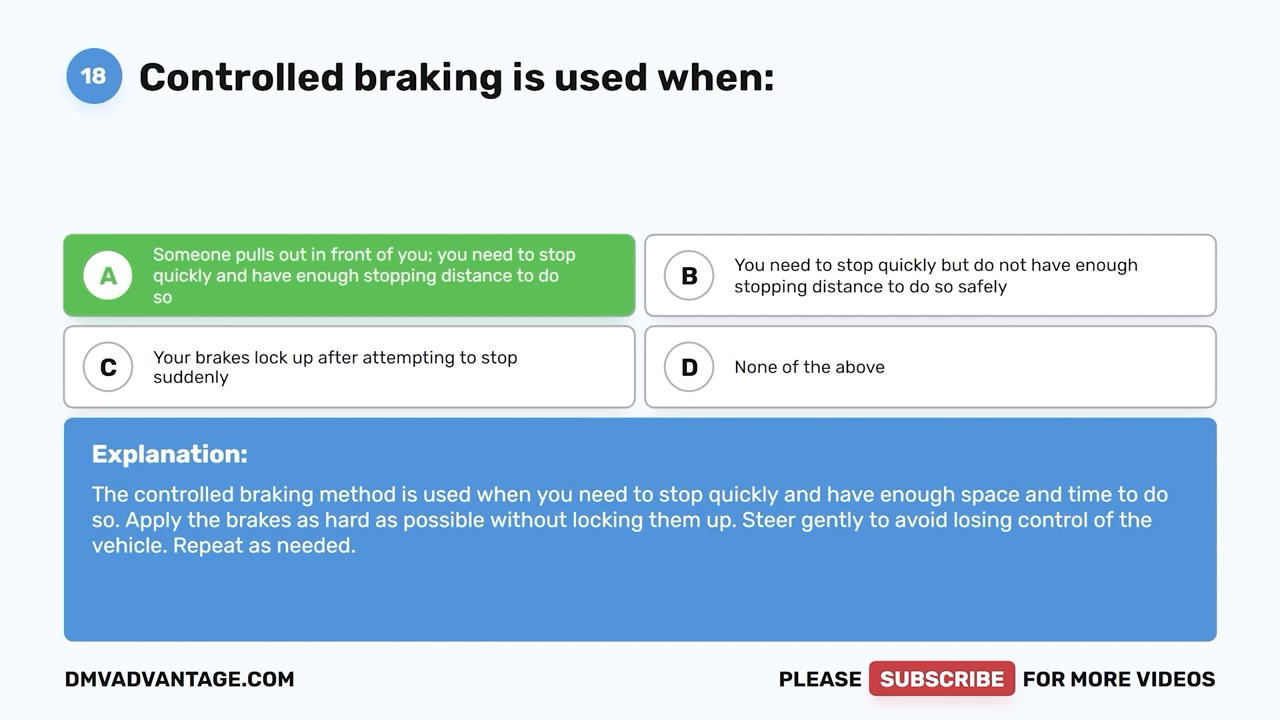 18
Controlled braking is used when:
A
Someone pulls out in front of you; you need to stop
quickly and have enough stopping distance to do
so
B
You need to stop quickly but do not have enough
stopping distance to do so safely
C
Your brakes lock up after attempting to stop
suddenly
D
None of the above
Explanation:
The controlled braking method is used when you need to stop quickly and have enough space and time to do
so. Apply the brakes as hard as possible without locking them up. Steer gently to avoid losing control of the
vehicle. Repeat as needed.
DMVADVANTAGE.COM
PLEASE SUBSCRIBE FOR MORE VIDEOS